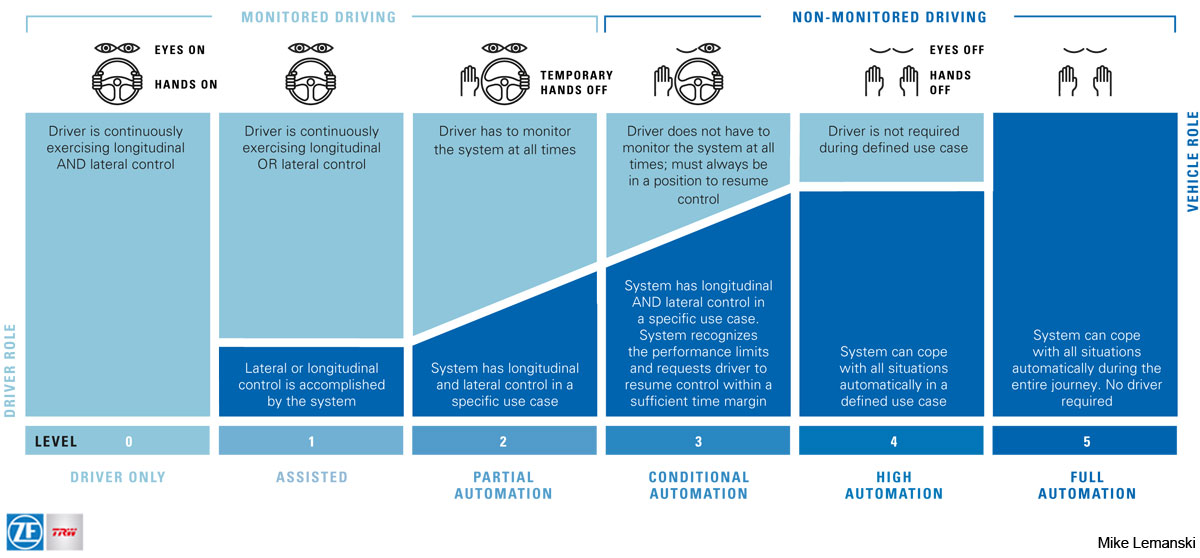 MONITORED DRIVING
NON-MONITORED DRIVING
EYES ON
HANDS ON
TEMPORARY
HANDS OFF
EYES OFF
HANDS
OFF
Driver is continuously
exercising longitudinal
AND lateral control
Driver is continuously
exercising longitudinal
OR lateral control
Driver has to monitor
the system at all times
Driver does not have to
monitor the system at all
times; must always be
in a position to resume
control
Driver is not required
during defined use case
VEHICLE ROLE
DRIVER ROLE
Lateral or longitudinal
control is accomplished
by the system
System has longitudinal
and lateral control in a
specific use case
System has longitudinal
AND lateral control in
a specific use case.
System recognizes
the performance limits
and requests driver to
resume control within a
sufficient time margin
System can cope
with all situations
automatically in a
defined use case
System can cope
with all situations
automatically during the
entire journey. No driver
required
LEVEL 0 1 2 3 4 5
DRIVER ONLY
ASSISTED
PARTIAL
AUTOMATION
CONDITIONAL
AUTOMATION
HIGH
AUTOMATION
FULL
AUTOMATION
ZF TRW
Mike Lemanski